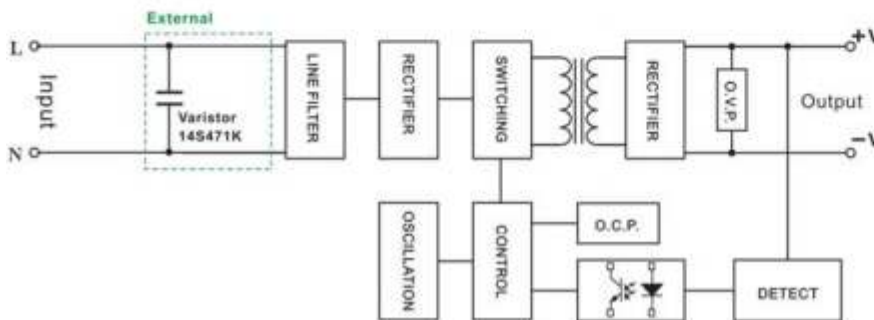 External
L
+V
LINE FILTER
RECTIFIER
SWITCHING
RECTIFIER
O.V.P.
Input
Varistor
14S471K
Output
N
-V
OSCILLATION
CONTROL
O.C.P.
DETECT